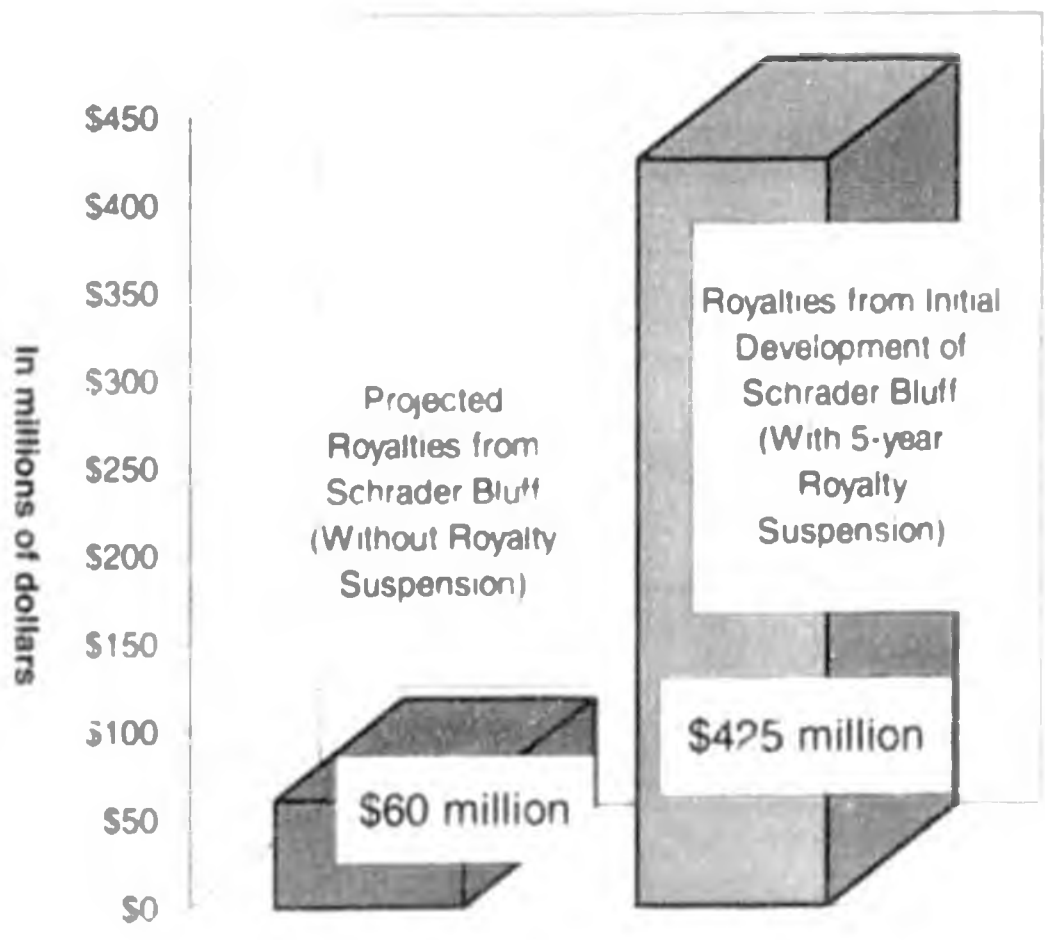 $450
$400
$350
$300
$250
$200
$150
$100
$50
$0
In millions of dollars
Projected
Royalties from
Schrader Bluff
(Without Royalty
Suspension)
$60 million
Royalties from Initial
Development of
Schrader Bluff
(With 5-year
Royalty
Suspension)
$425 million